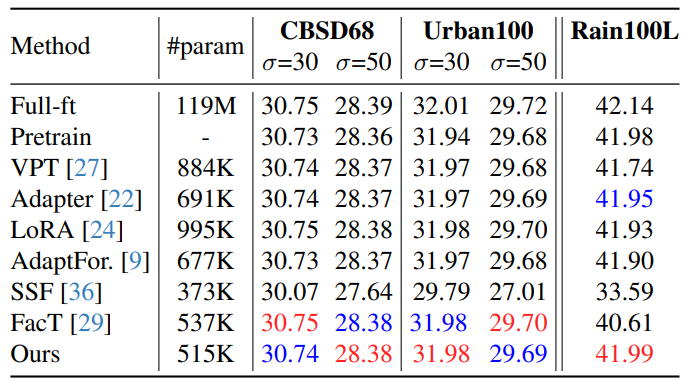 Method #param CBSD68 Urban100 Rain100L
σ=30 σ=50 σ=30 σ=50
Full-ft 119M 30.75 28.39 32.01 29.72 42.14
Pretrain - 30.73 28.36 31.94 29.68 41.98
VPT [27] 884K 30.74 28.37 31.97 29.68 41.74
Adapter [22] 691K 30.74 28.37 31.97 29.69 41.95
LoRA [24] 995K 30.75 28.38 31.98 29.70 41.93
AdaptFor. [9] 677K 30.73 28.37 31.97 29.68 41.90
SSF [36] 373K 30.07 27.64 29.79 27.01 33.59
FacT [29] 537K 30.75 28.38 31.98 29.70 40.61
Ours 515K 30.74 28.38 31.98 29.69 41.99